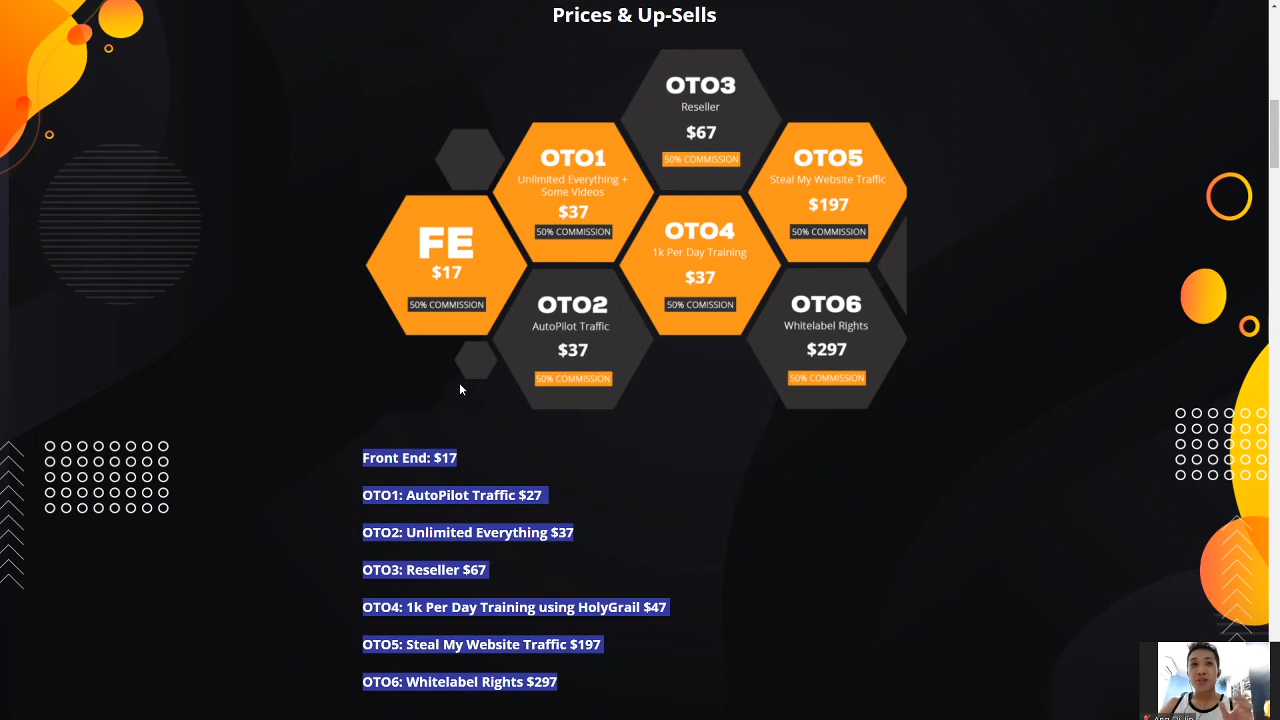 Prices & Up-Sells
OTO3
Reseller
$67
50% COMMISSION
OTO1
Unlimited Everything +
Some Videos
$37
50% COMMISSION
OTO5
Steal My Website Traffic
$197
50% COMMISSION
FE
$17
50% COMMISSION
OTO4
1k Per Day Training
$37
50% COMISSION
OTO2
AutoPilot Traffic
$37
50% COMMISSION
OTO6
Whitelabel Rights
$297
50% COMMISSION
Front End: $17
OTO1: AutoPilot Traffic $27
OTO2: Unlimited Everything $37
OTO3: Reseller $67
OTO4: 1k Per Day Training using HolyGrail $47
OTO5: Steal My Website Traffic $197
OTO6: Whitelabel Rights $297